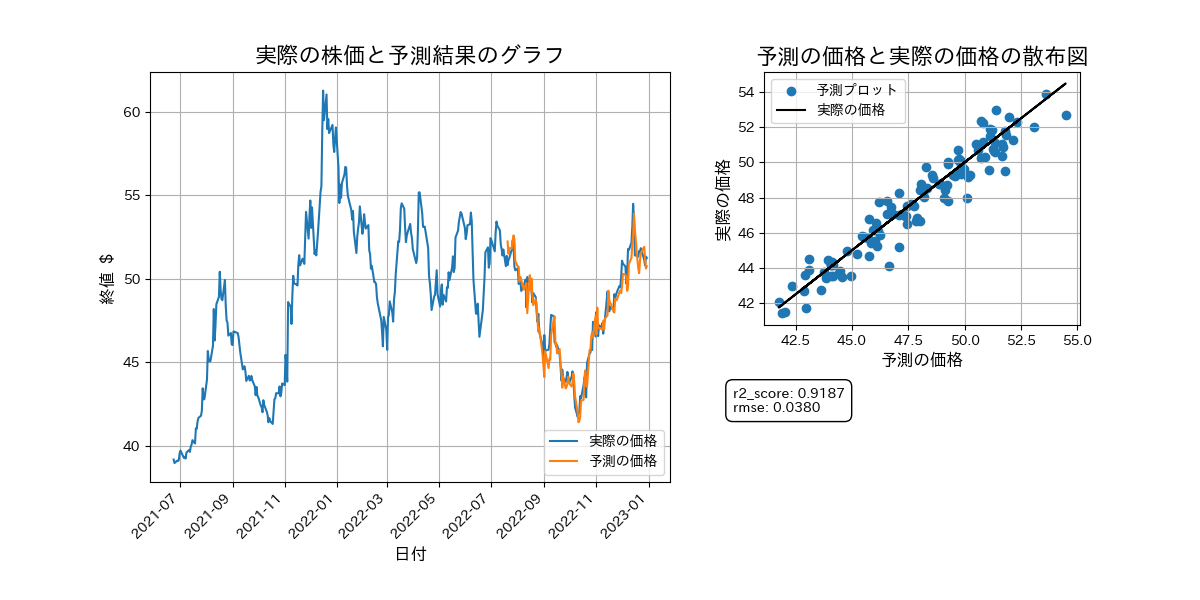 実際の株価と予測結果のグラフ
終値 $
60
55
50
45
40
2021-07
2021-09
2021-11
2022-01
2022-03
2022-05
2022-07
2022-09
2022-11
2023-01
日付
実際の価格
予測の価格
予測の価格と実際の価格の散布図
実際の価格
54
52
50
48
46
44
42
予測プロット
実際の価格
42.5
45.0
47.5
50.0
52.5
55.0
予測の価格
r2_score: 0.9187
rmse: 0.0380